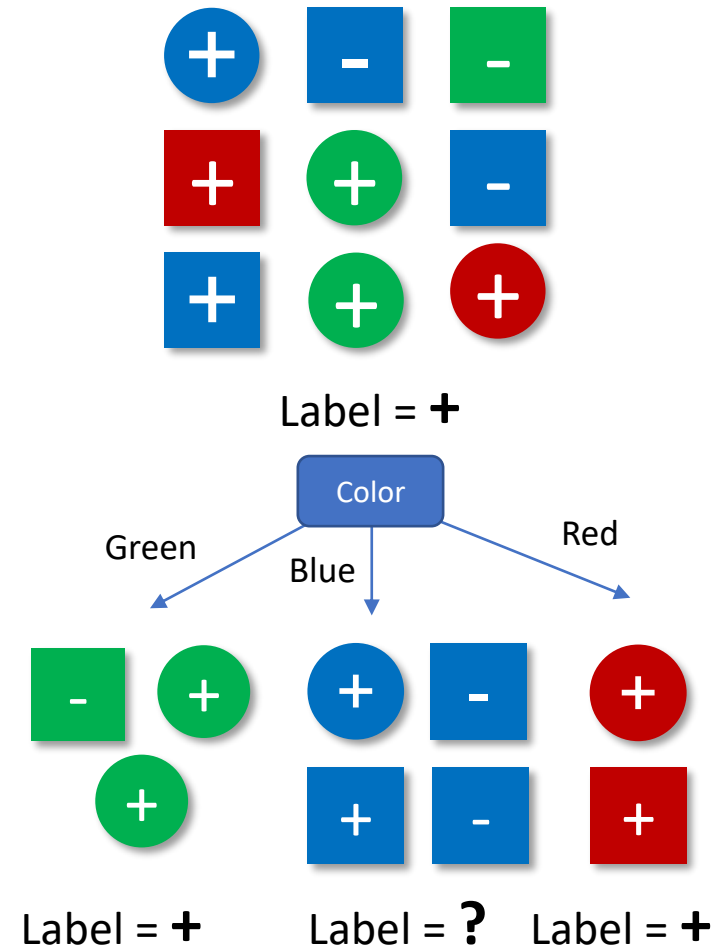 + - -
+ + -
+ + +
Label = +
Color
Green
Blue
Red
- + + - +
+ + - +
Label = + Label = ? Label = +